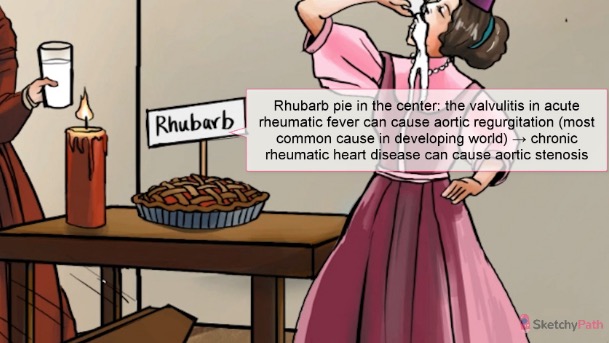 Rhubarb
Rhubarb pie in the center: the valvulitis in acute
rheumatic fever can cause aortic regurgitation (most
common cause in developing world) → chronic
rheumatic heart disease can cause aortic stenosis
SketchyPath